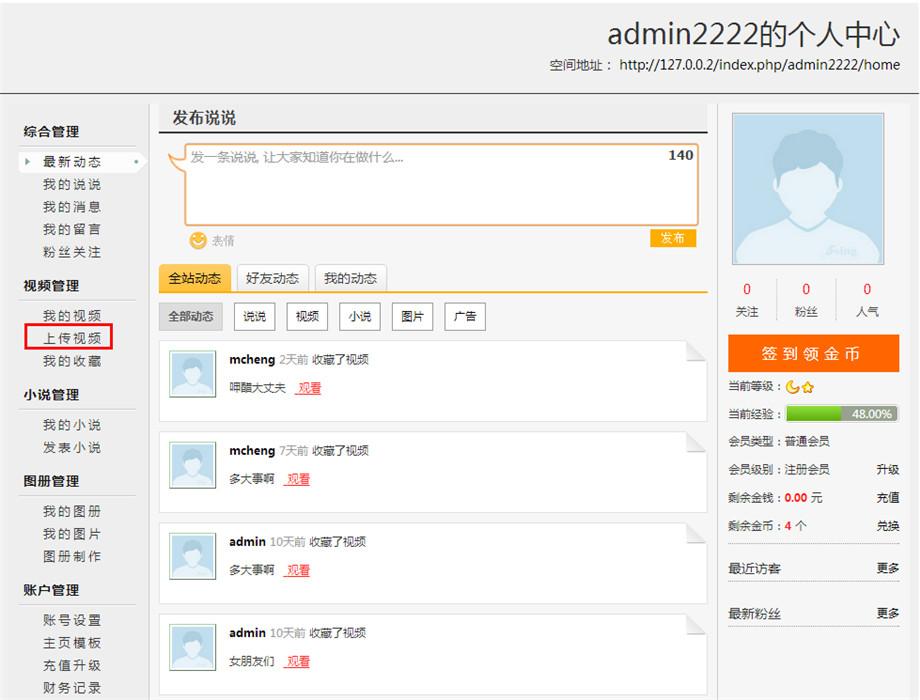 admin2222的个人中心
空间地址： http://127.0.0.2/index.php/admin2222/home
综合管理
最新动态
我的说说
我的消息
我的留言
粉丝关注
视频管理
我的视频
上传视频
我的收藏
小说管理
我的小说
发表小说
图册管理
我的图册
我的图片
图册制作
账户管理
账号设置
主页模板
充值升级
财务记录
发布说说
发一条说说, 让大家知道你在做什么...
140
表情
发布
全站动态 好友动态 我的动态
全部动态 说说 视频 小说 图片 广告
mcheng 2天前 收藏了视频
呷醋大丈夫 观看
mcheng 7天前 收藏了视频
多大事啊 观看
admin 10天前 收藏了视频
多大事啊 观看
admin 10天前 收藏了视频
女朋友们 观看
0 0 0
关注 粉丝 人气
签到领金币
当前等级：
当前经验： 48.00%
会员类型：普通会员
会员级别：注册会员 升级
剩余金钱：0.00 元 充值
剩余金币：4 个 兑换
最近访客 更多
最新粉丝 更多